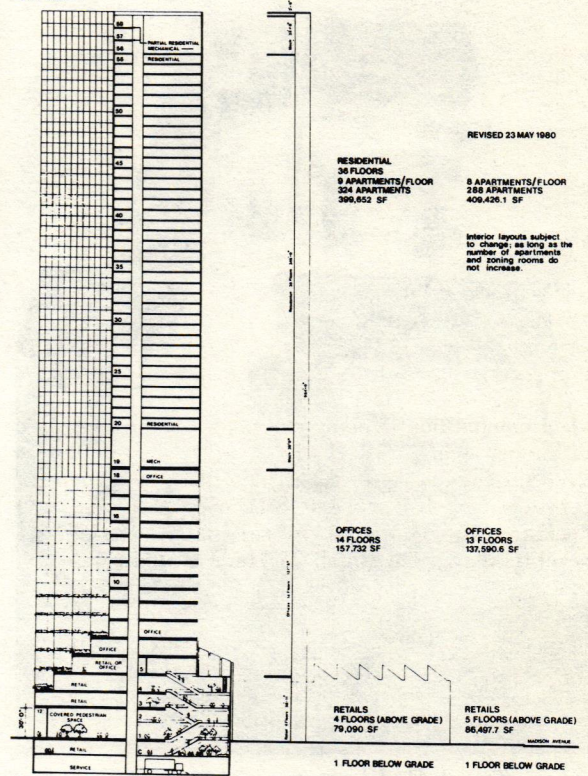 59
57
56
PARTIAL RESIDENTIAL
MECHANICAL
55
RESIDENTIAL
50
REVISED 23 MAY 1980
45
RESIDENTIAL
36 FLOORS
9 APARTMENTS/FLOOR
324 APARTMENTS
399,652 SF
8 APARTMENTS/FLOOR
288 APARTMENTS
409,426.1 SF
40
Interior layouts subject
to change; as long as the
number of apartments
and zoning rooms do
not increase.
35
30
25
20
RESIDENTIAL
19
MECH
18
OFFICE
15
OFFICES
14 FLOORS
157,732 SF
OFFICES
13 FLOORS
137,590.6 SF
10
OFFICE
OFFICE
RETAIL OR
OFFICE
5
RETAIL
4
RETAIL
3
30'-0"
COVERED PEDESTRIAN
SPACE
2
1
RETAILS
4 FLOORS (ABOVE GRADE)
79,090 SF
RETAILS
5 FLOORS (ABOVE GRADE)
86,497.7 SF
MADISON AVENUE
RETAIL
C
SERVICE
1 FLOOR BELOW GRADE
1 FLOOR BELOW GRADE